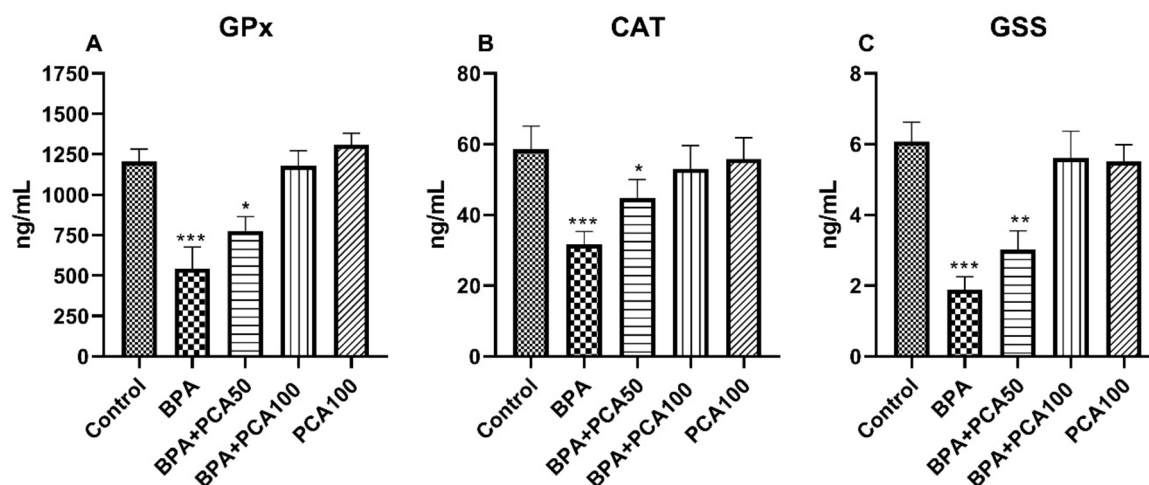 A
GPx
1750
1500
1250
1000
750
500
250
0
ng/mL
***
*
Control
BPA
BPA+PCA50
BPA+PCA100
PCA100
B
CAT
80
60
40
20
0
ng/mL
***
*
Control
BPA
BPA+PCA50
BPA+PCA100
PCA100
C
GSS
8
6
4
2
0
ng/mL
***
**
Control
BPA
BPA+PCA50
BPA+PCA100
PCA100